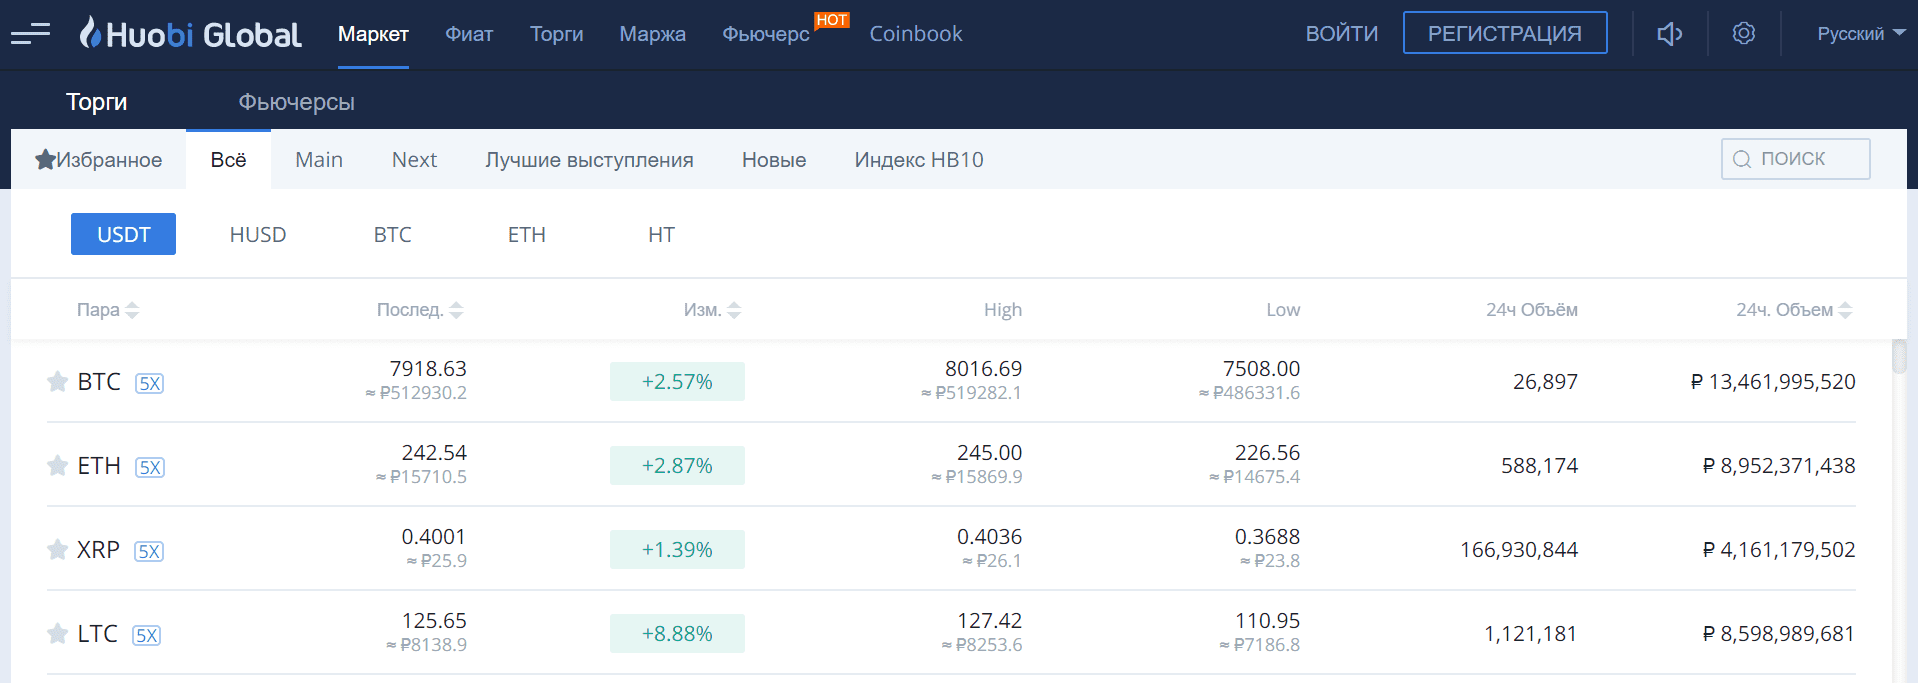 Huobi Global Маркет Фиат Торги Маржа Фьючерс HOT Coinbook ВОЙТИ РЕГИСТРАЦИЯ Русский
Торги Фьючерсы
Избранное Всё Main Next Лучшие выступления Новые Индекс HB10 ПОИСК
USDT HUSD BTC ETH HT
Пара Послед. Изм. High Low 24ч Объём 24ч. Объем
BTC 5X 7918.63 +2.57% 8016.69 7508.00 26,897 ₽ 13,461,995,520
≈ ₽512930.2 ≈ ₽519282.1 ≈ ₽486331.6
ETH 5X 242.54 +2.87% 245.00 226.56 588,174 ₽ 8,952,371,438
≈ ₽15710.5 ≈ ₽15869.9 ≈ ₽14675.4
XRP 5X 0.4001 +1.39% 0.4036 0.3688 166,930,844 ₽ 4,161,179,502
≈ ₽25.9 ≈ ₽26.1 ≈ ₽23.8
LTC 5X 125.65 +8.88% 127.42 110.95 1,121,181 ₽ 8,598,989,681
≈ ₽8138.9 ≈ ₽8253.6 ≈ ₽7186.8